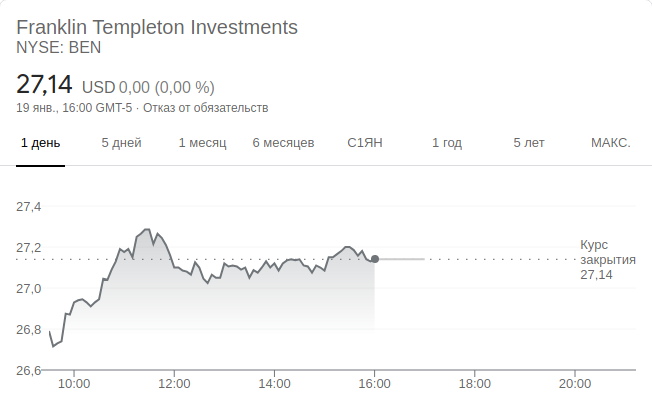 Franklin Templeton Investments
NYSE: BEN
27,14 USD 0,00 (0,00 %)
19 янв., 16:00 GMT-5 · Отказ от обязательств
1 день 5 дней 1 месяц 6 месяцев С1ЯН 1 год 5 лет МАКС.
27,4
27,2
27,0
26,8
26,6
Курс
закрытия
27,14
10:00 12:00 14:00 16:00 18:00 20:00